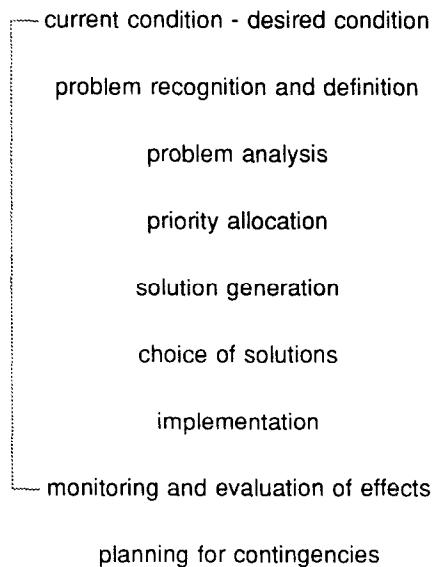 current condition - desired condition
problem recognition and definition
problem analysis
priority allocation
solution generation
choice of solutions
implementation
monitoring and evaluation of effects
planning for contingencies